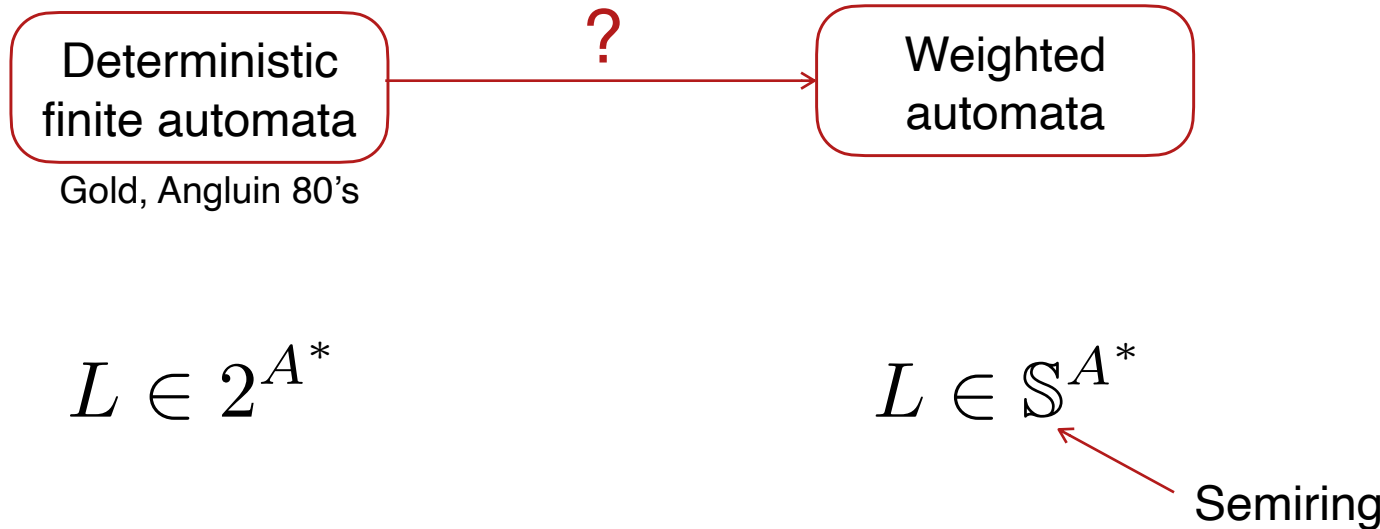 ?
Deterministic
finite automata
Weighted
automata
Gold, Angluin 80’s
L ∈ 2^{A^*}
L ∈ 𝕊^{A^*}
Semiring